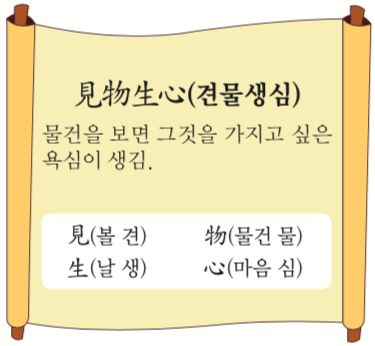 見物生心(견물생심)
물건을 보면 그것을 가지고 싶은
욕심이 생김.
見(볼 견) 物(물건 물)
生(날 생) 心(마음 심)